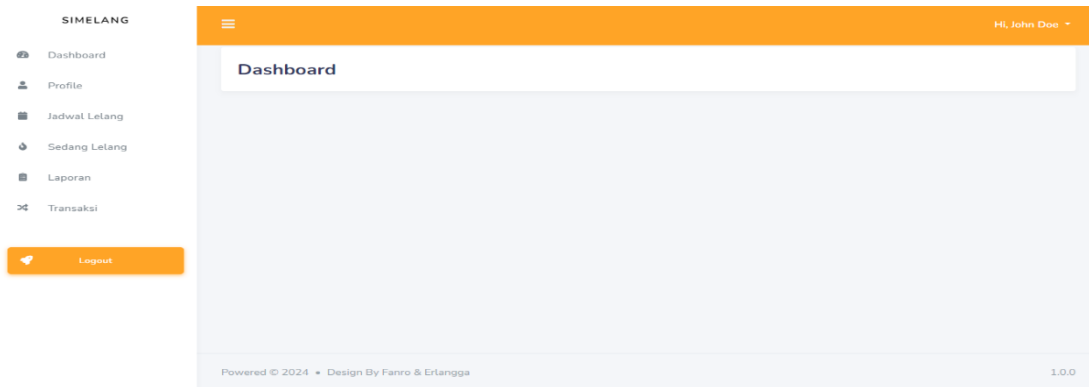 SIMELANG
Dashboard
Profile
Jadwal Lelang
Sedang Lelang
Laporan
Transaksi
Logout
Hi, John Doe
Dashboard
Powered © 2024 • Design By Fanro & Erlangga
1.0.0